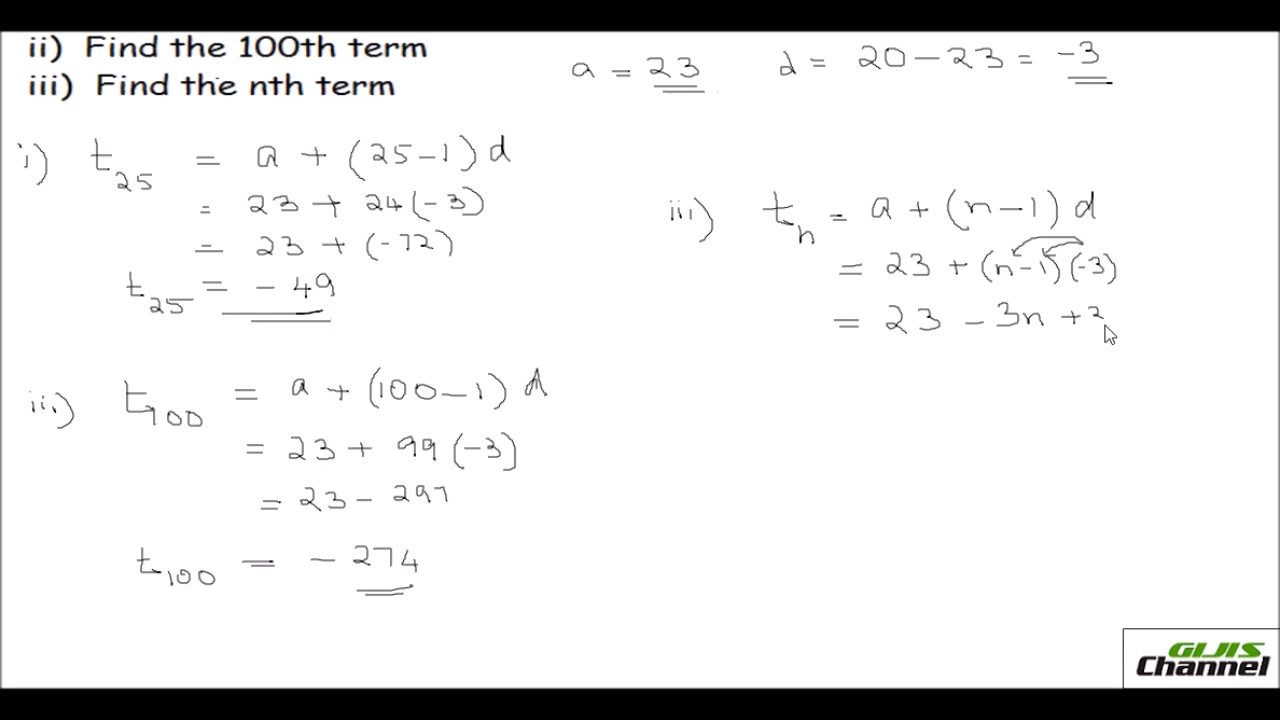 ii) Find the 100th term
iii) Find the nth term
a = 23 d = 20 - 23 = -3
i) t25 = a + (25-1) d
= 23 + 24(-3)
= 23 + (-72)
t25 = - 49
iii) t100 = a + (100-1) d
= 23 + 99(-3)
= 23 - 297
t100 = - 274
iii) tn = a + (n-1) d
= 23 + (n-1)(-3)
= 23 - 3n + 3
GIJIS
Channel